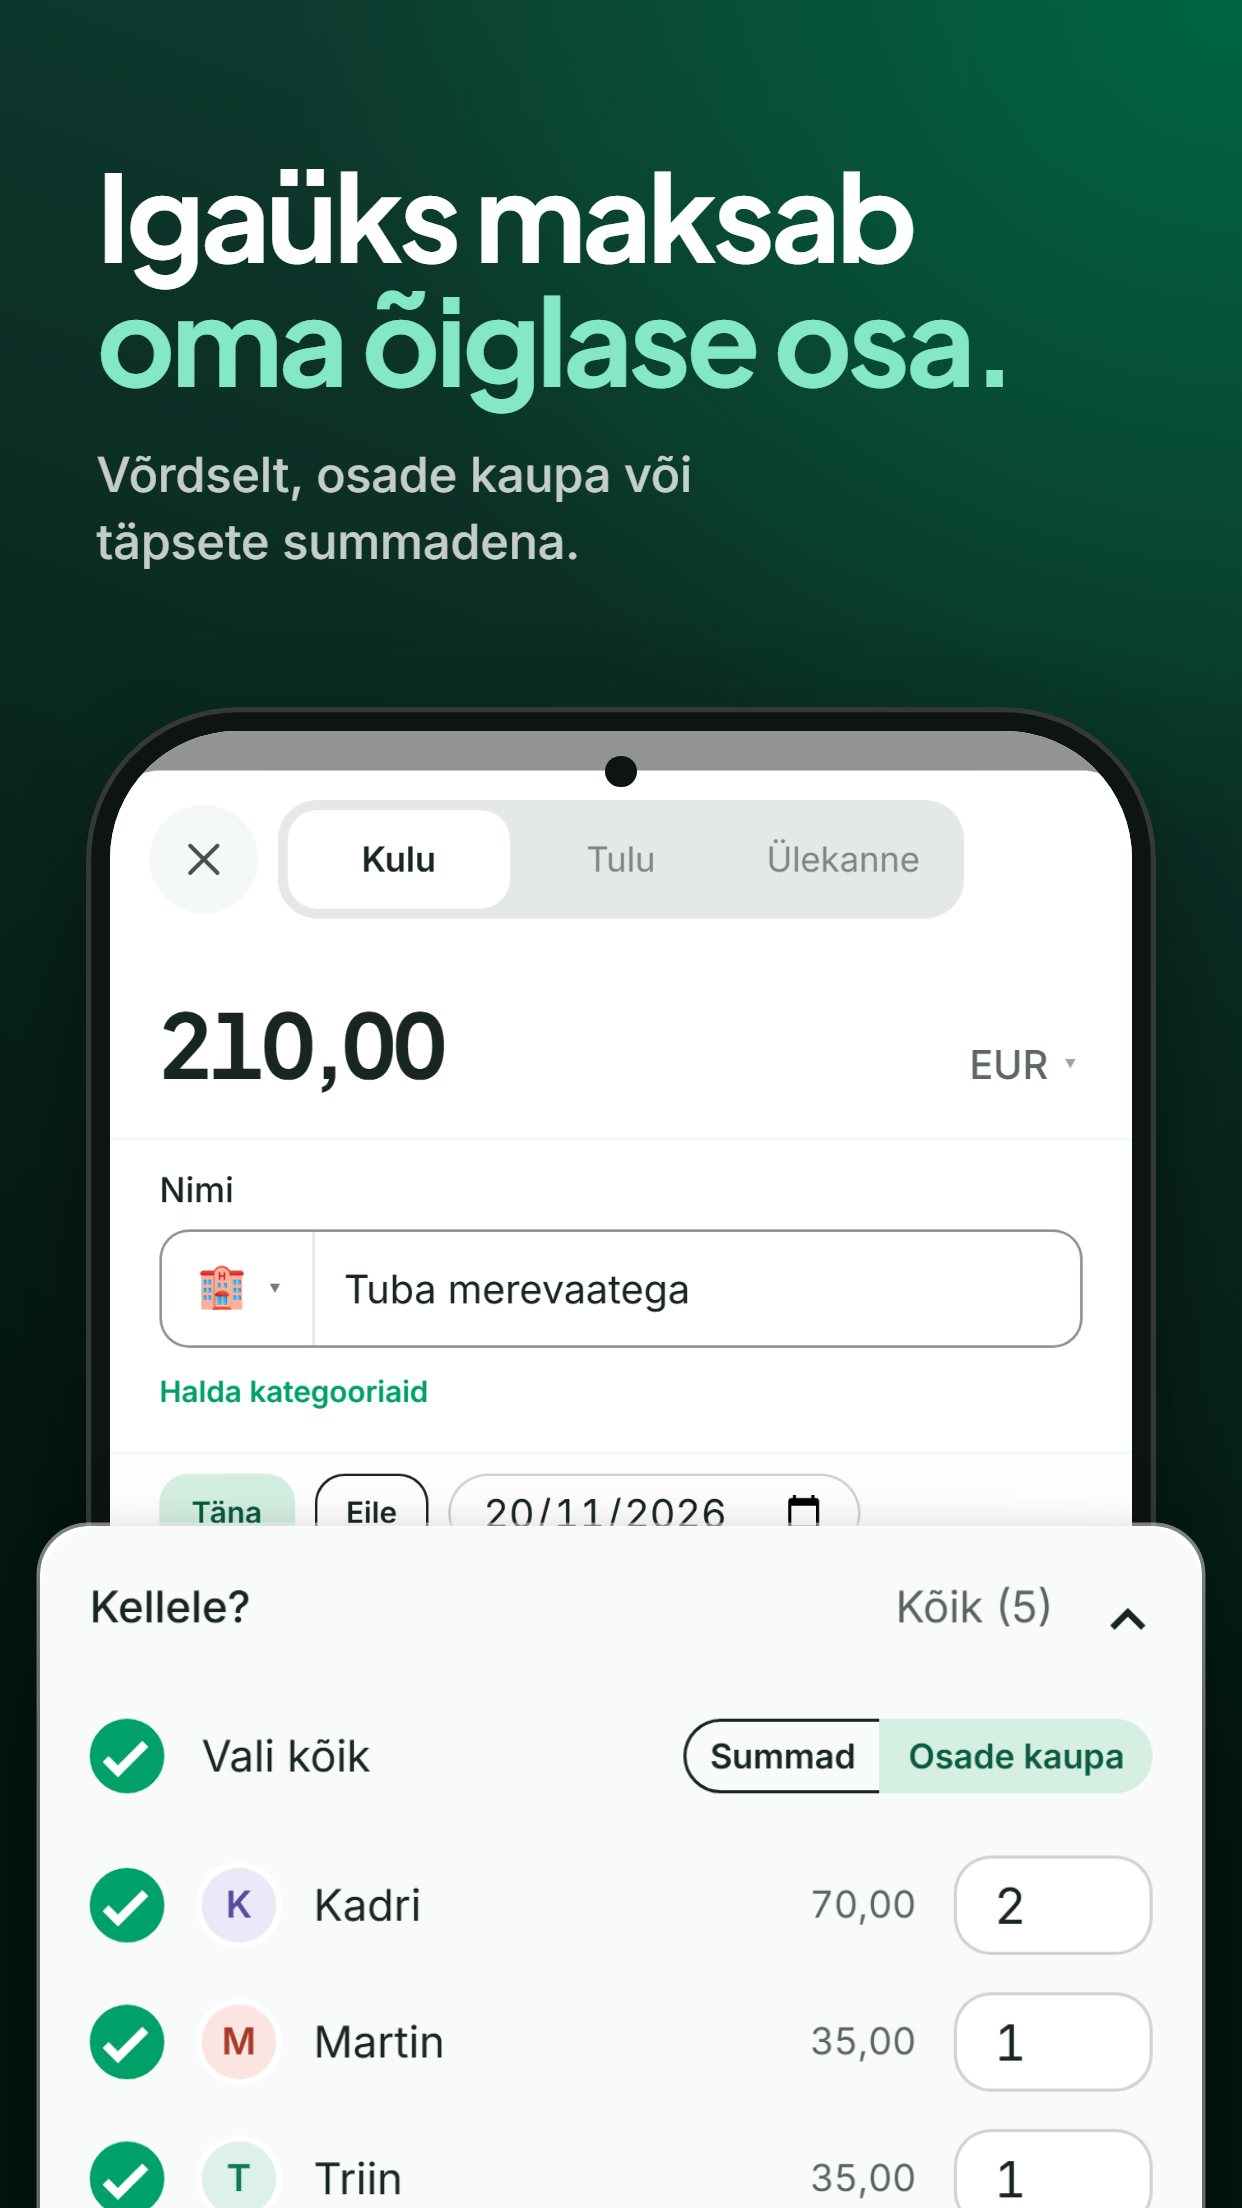 Igaüks maksab
oma õiglase osa.
Võrdselt, osade kaupa või
täpsete summadena.
Kulu
Tulu
Ülekanne
210,00
EUR
Nimi
Tuba merevaatega
Halda kategooriaid
Täna
Eile
20/11/2026
Kellele?
Kõik (5)
Vali kõik
Summad
Osade kaupa
K
Kadri
70,00
2
M
Martin
35,00
1
T
Triin
35,00
1